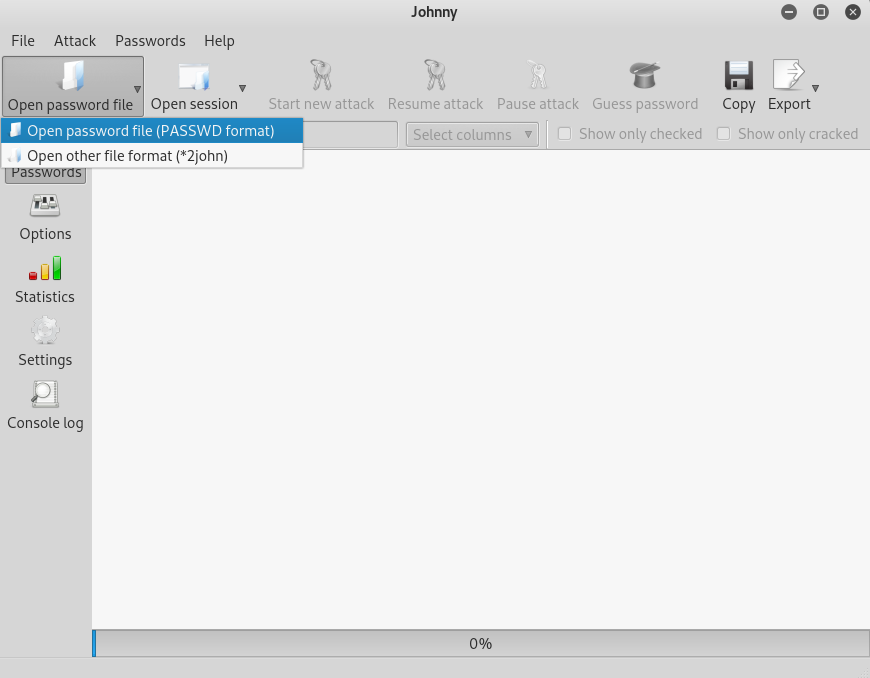 Johnny
File Attack Passwords Help
Open password file Open session Start new attack Resume attack Pause attack Guess password Copy Export
Open password file (PASSWD format) Select columns Show only checked Show only cracked
Open other file format (*2john)
Passwords
Options
Statistics
Settings
Console log
0%